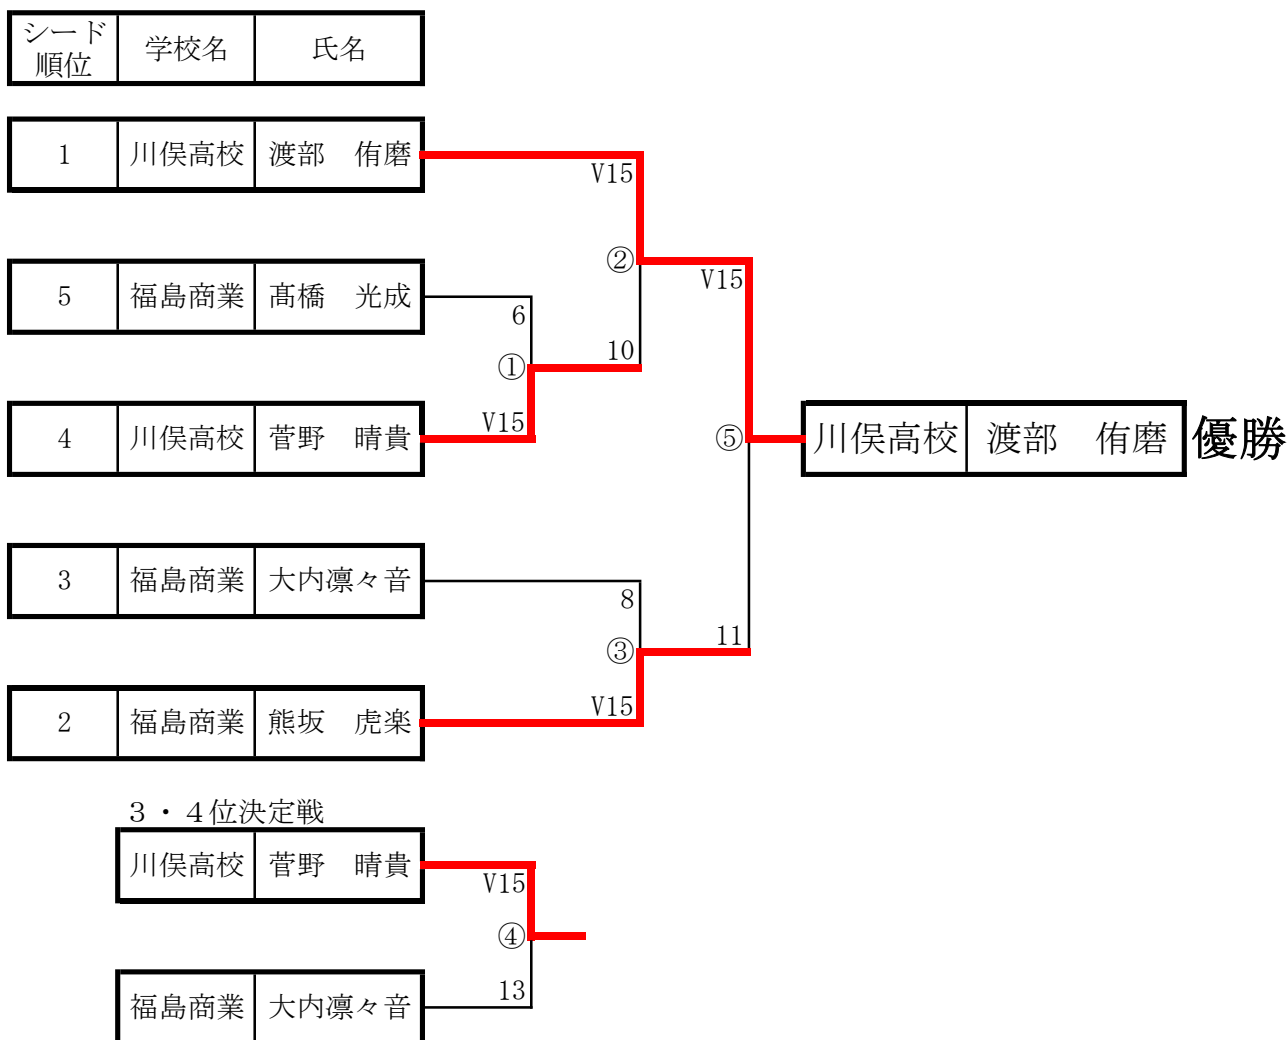 シード
順位 学校名 氏名
1 川俣高校 渡部 侑磨
V15
②
V15
5 福島商業 髙橋 光成
6
10
①
V15
4 川俣高校 菅野 晴貴
⑤
川俣高校 渡部 侑磨 優勝
3 福島商業 大内凛々音
8
11
③
V15
2 福島商業 熊坂 虎楽
３・４位決定戦
川俣高校 菅野 晴貴
V15
④
13
福島商業 大内凛々音